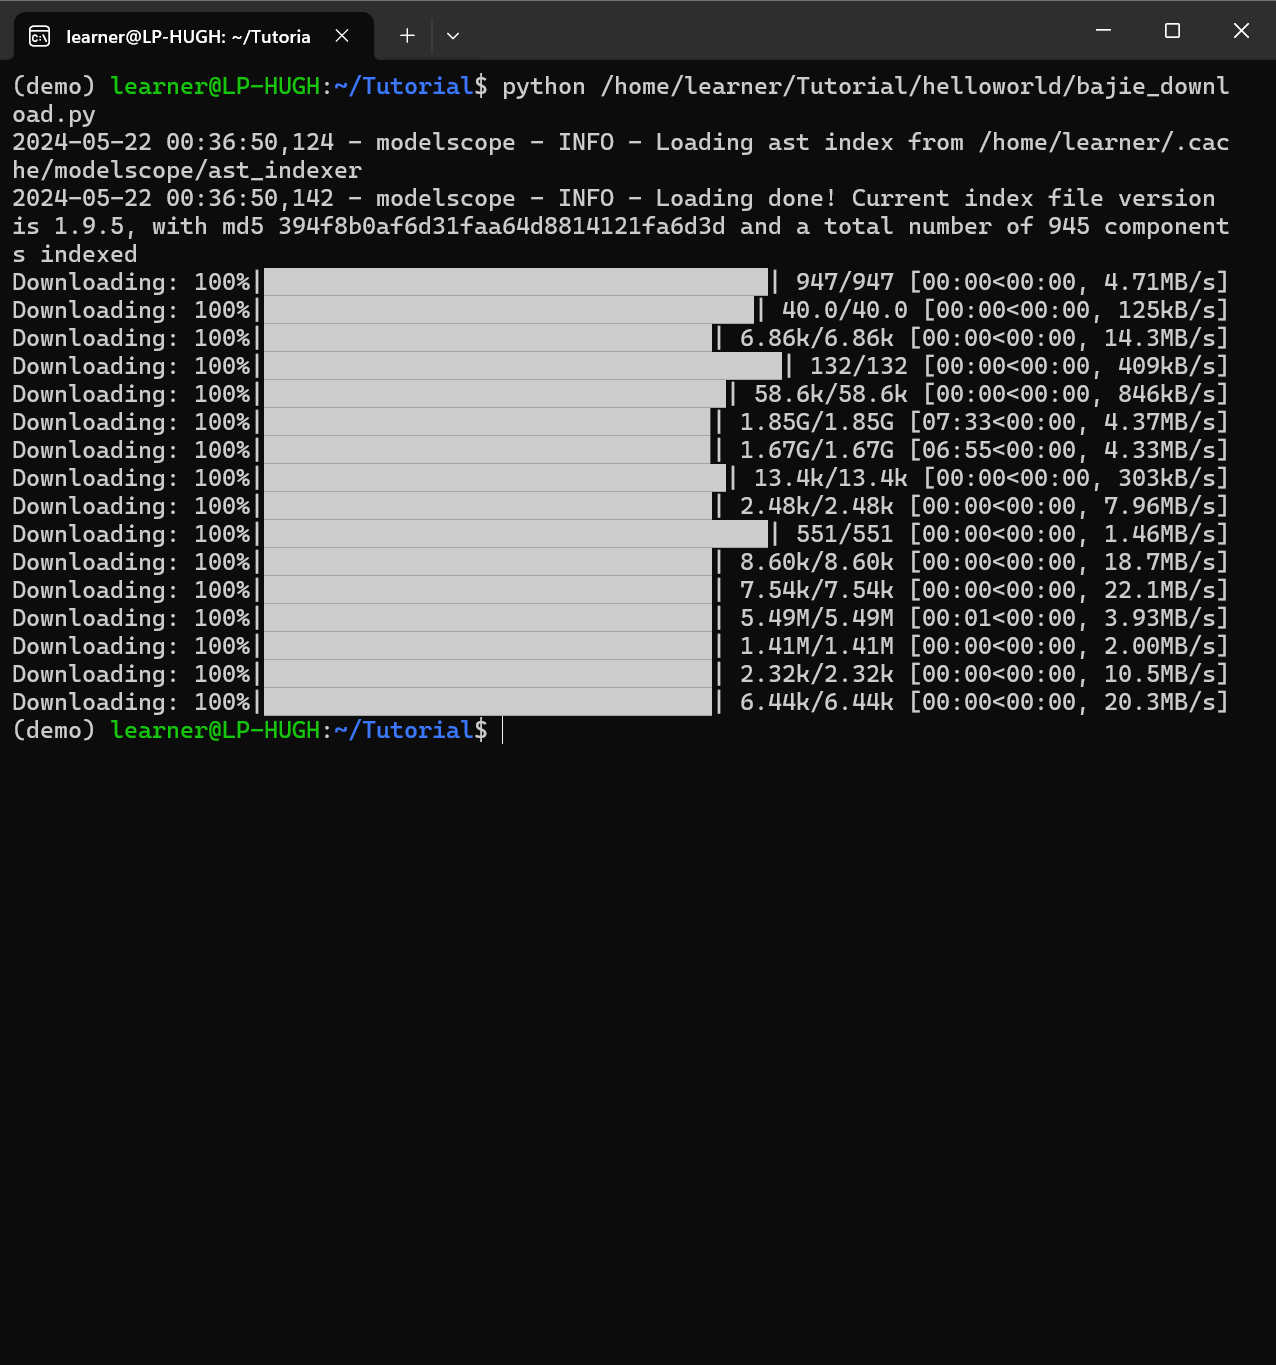 learner@LP-HUGH: ~/Tutoria
(demo) learner@LP-HUGH:~/Tutorial$ python /home/learner/Tutorial/helloworld/bajie_downl
oad.py
2024-05-22 00:36:50,124 - modelscope - INFO - Loading ast index from /home/learner/.cac
he/modelscope/ast_indexer
2024-05-22 00:36:50,142 - modelscope - INFO - Loading done! Current index file version
is 1.9.5, with md5 394f8b0af6d31faa64d8814121fa6d3d and a total number of 945 component
s indexed
Downloading: 100%| | 947/947 [00:00<00:00, 4.71MB/s]
Downloading: 100%| | 40.0/40.0 [00:00<00:00, 125kB/s]
Downloading: 100%| | 6.86k/6.86k [00:00<00:00, 14.3MB/s]
Downloading: 100%| | 132/132 [00:00<00:00, 409kB/s]
Downloading: 100%| | 58.6k/58.6k [00:00<00:00, 846kB/s]
Downloading: 100%| | 1.85G/1.85G [07:33<00:00, 4.37MB/s]
Downloading: 100%| | 1.67G/1.67G [06:55<00:00, 4.33MB/s]
Downloading: 100%| | 13.4k/13.4k [00:00<00:00, 303kB/s]
Downloading: 100%| | 2.48k/2.48k [00:00<00:00, 7.96MB/s]
Downloading: 100%| | 551/551 [00:00<00:00, 1.46MB/s]
Downloading: 100%| | 8.60k/8.60k [00:00<00:00, 18.7MB/s]
Downloading: 100%| | 7.54k/7.54k [00:00<00:00, 22.1MB/s]
Downloading: 100%| | 5.49M/5.49M [00:01<00:00, 3.93MB/s]
Downloading: 100%| | 1.41M/1.41M [00:00<00:00, 2.00MB/s]
Downloading: 100%| | 2.32k/2.32k [00:00<00:00, 10.5MB/s]
Downloading: 100%| | 6.44k/6.44k [00:00<00:00, 20.3MB/s]
(demo) learner@LP-HUGH:~/Tutorial$